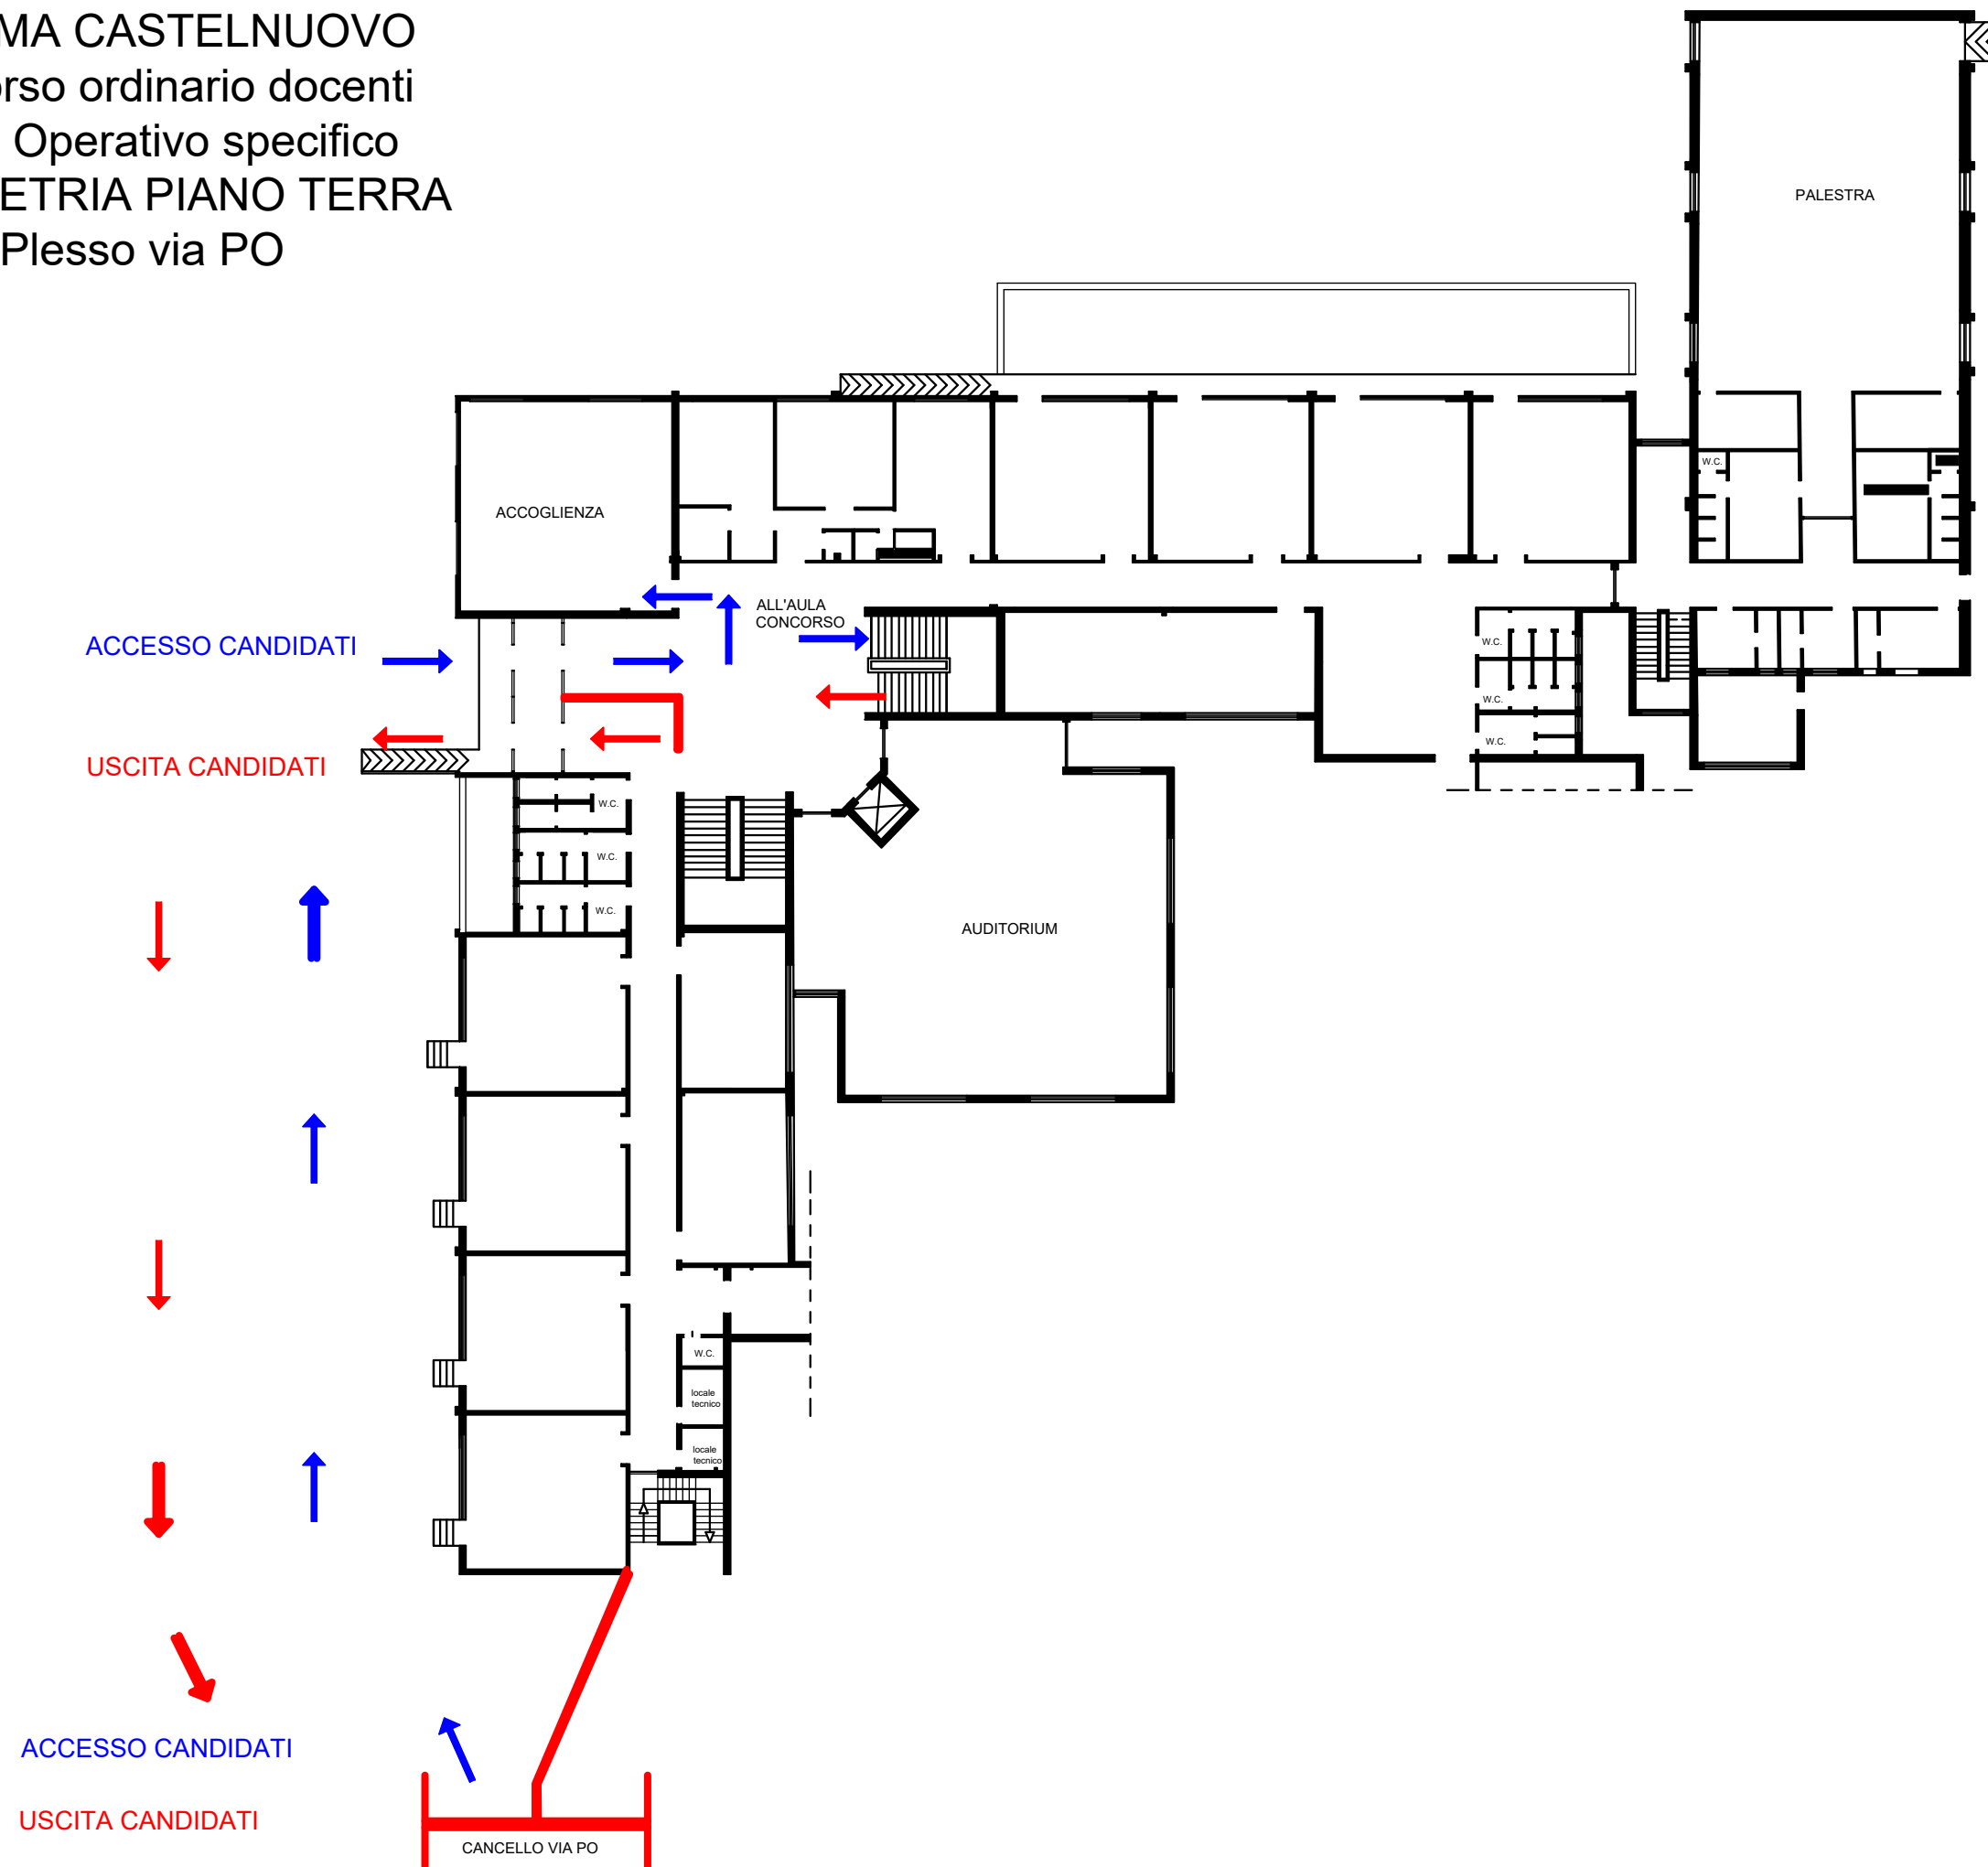 MA CASTELNUOVO
orso ordinario docenti
Operativo specifico
ETRIA PIANO TERRA
Plesso via PO
PALESTRA
W.C.
ACCOGLIENZA
ALL'AULA
CONCORSO
ACCESSO CANDIDATI
W.C.
W.C.
W.C.
USCITA CANDIDATI
W.C.
W.C.
W.C.
AUDITORIUM
W.C.
locale
tecnico
locale
tecnico
ACCESSO CANDIDATI
USCITA CANDIDATI
CANCELLO VIA PO